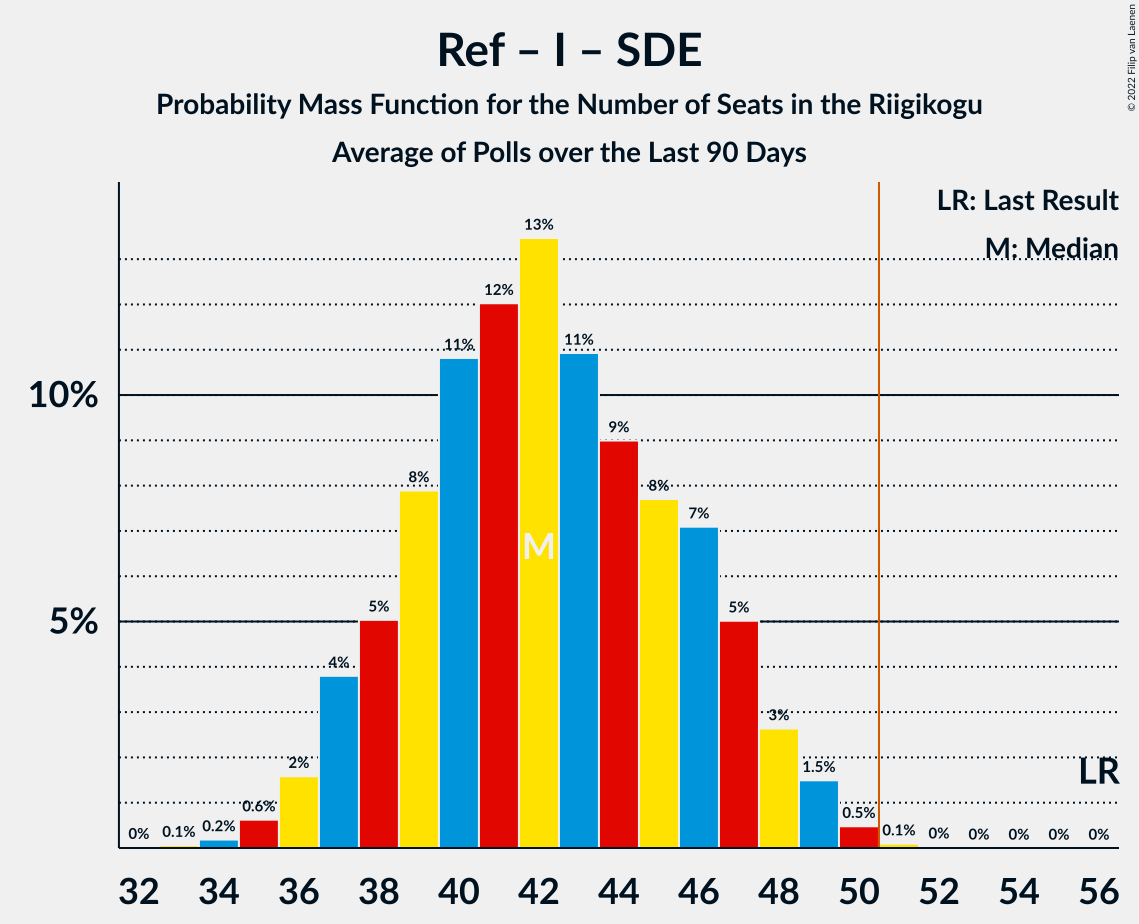 Ref – I – SDE
Probability Mass Function for the Number of Seats in the Riigikogu
Average of Polls over the Last 90 Days
© 2022 Filip van Laenen
LR: Last Result
M: Median
10%
5%
0% 0.1% 0.2% 0.6% 2% 4% 5% 8% 11% 12% 13% 11% 9% 8% 7% 5% 3% 1.5% 0.5% 0.1% 0% 0% 0% 0% 0%
M
LR
32 34 36 38 40 42 44 46 48 50 52 54 56